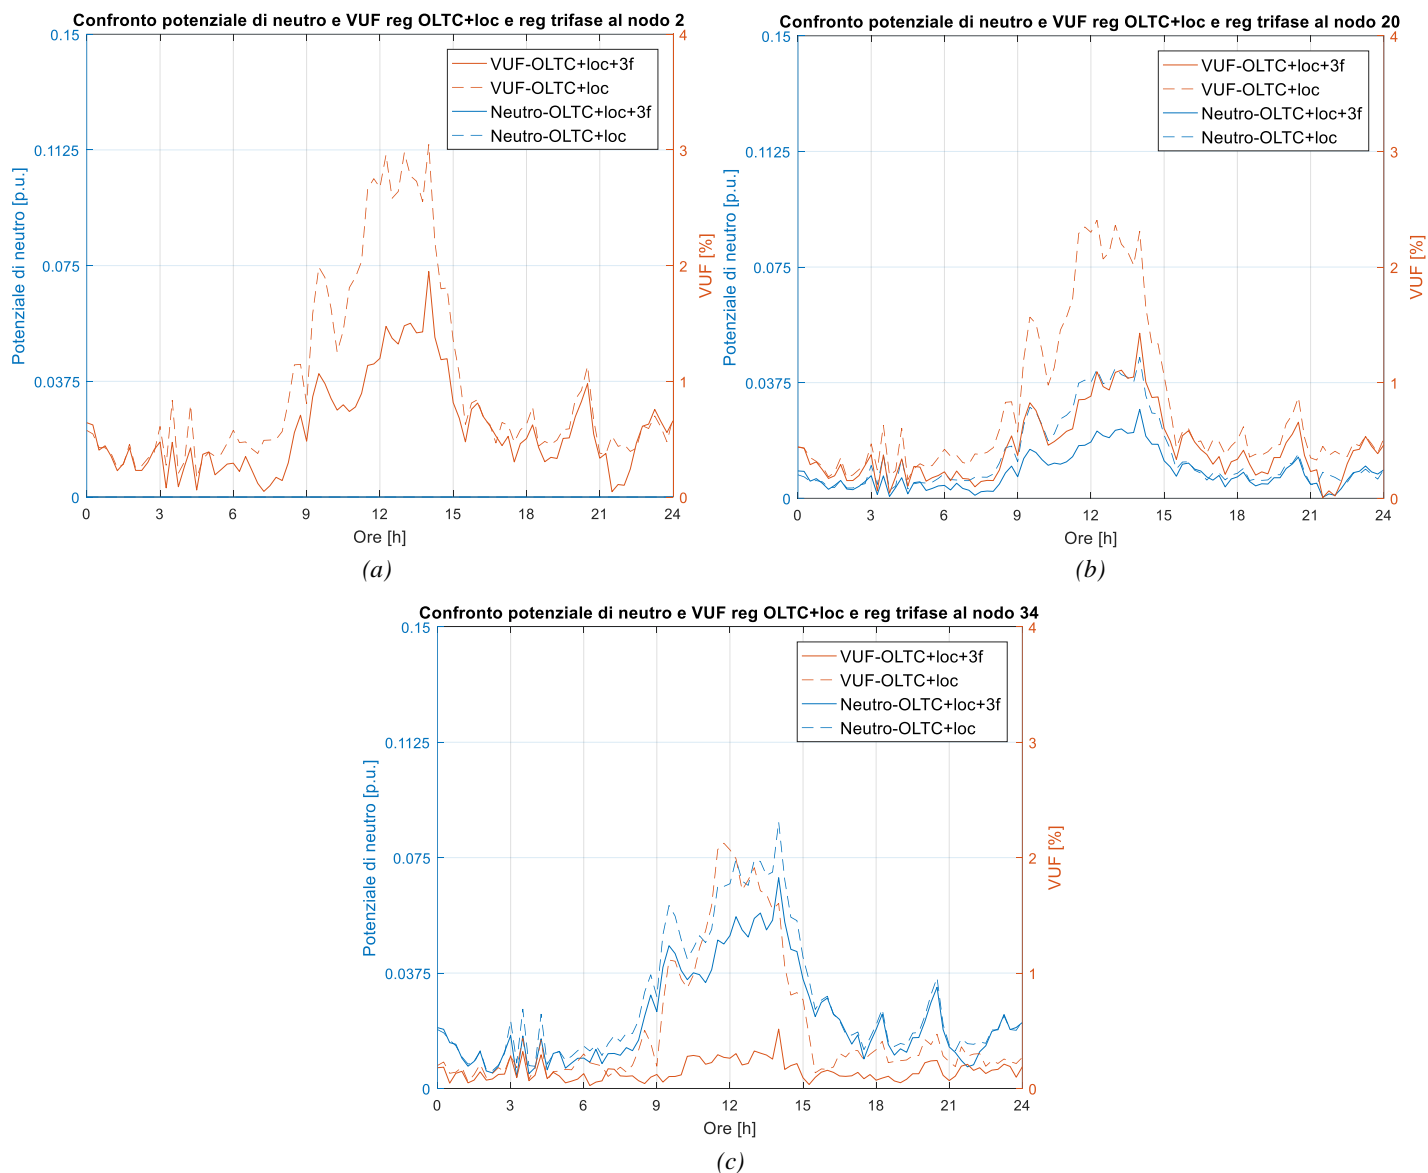 Confronto potenziale di neutro e VUF reg OLTC+loc e reg trifase al nodo 2
0.15
0.1125
0.075
0.0375
0
Potenziale di neutro [p.u.]
4
3
2
1
0
VUF [%]
VUF-OLTC+loc+3f
VUF-OLTC+loc
Neutro-OLTC+loc+3f
Neutro-OLTC+loc
0 3 6 9 12 15 18 21 24
Ore [h]
(a)
Confronto potenziale di neutro e VUF reg OLTC+loc e reg trifase al nodo 20
0.15
0.1125
0.075
0.0375
0
Potenziale di neutro [p.u.]
4
3
2
1
0
VUF [%]
VUF-OLTC+loc+3f
VUF-OLTC+loc
Neutro-OLTC+loc+3f
Neutro-OLTC+loc
0 3 6 9 12 15 18 21 24
Ore [h]
(b)
Confronto potenziale di neutro e VUF reg OLTC+loc e reg trifase al nodo 34
0.15
0.1125
0.075
0.0375
0
Potenziale di neutro [p.u.]
4
3
2
1
0
VUF [%]
VUF-OLTC+loc+3f
VUF-OLTC+loc
Neutro-OLTC+loc+3f
Neutro-OLTC+loc
0 3 6 9 12 15 18 21 24
Ore [h]
(c)